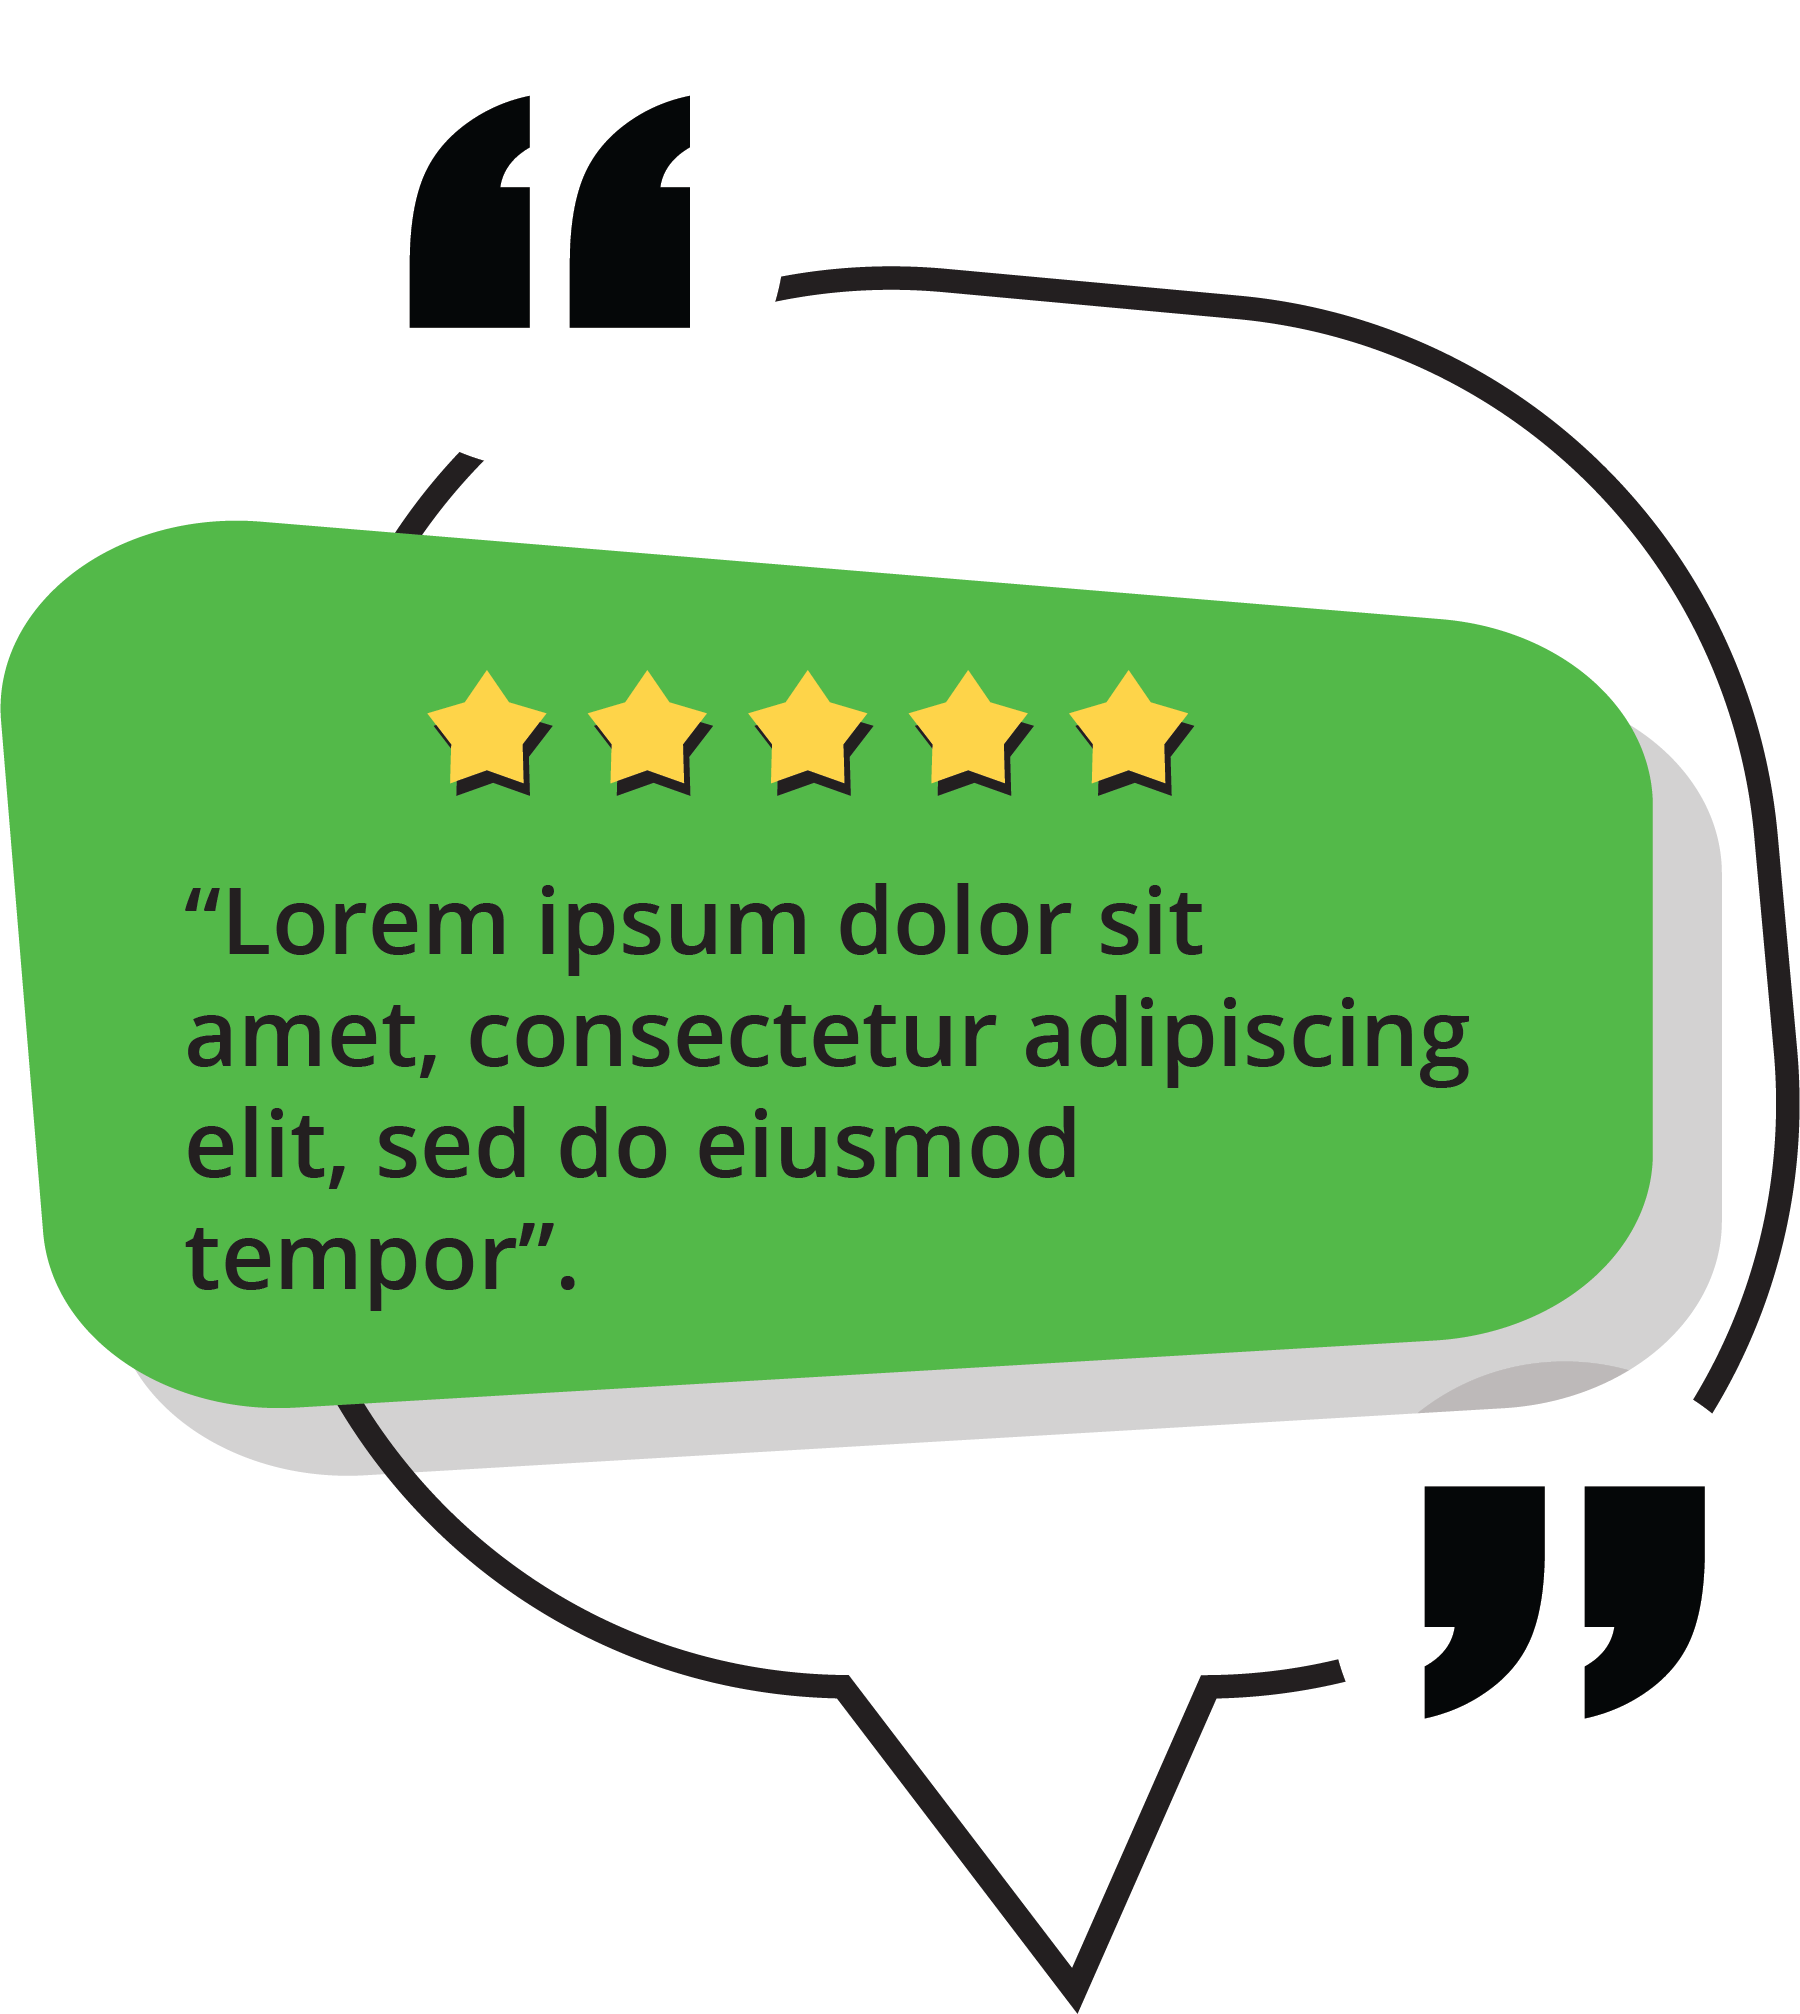 “Lorem ipsum dolor sit
amet, consectetur adipiscing
elit, sed do eiusmod
tempor”.